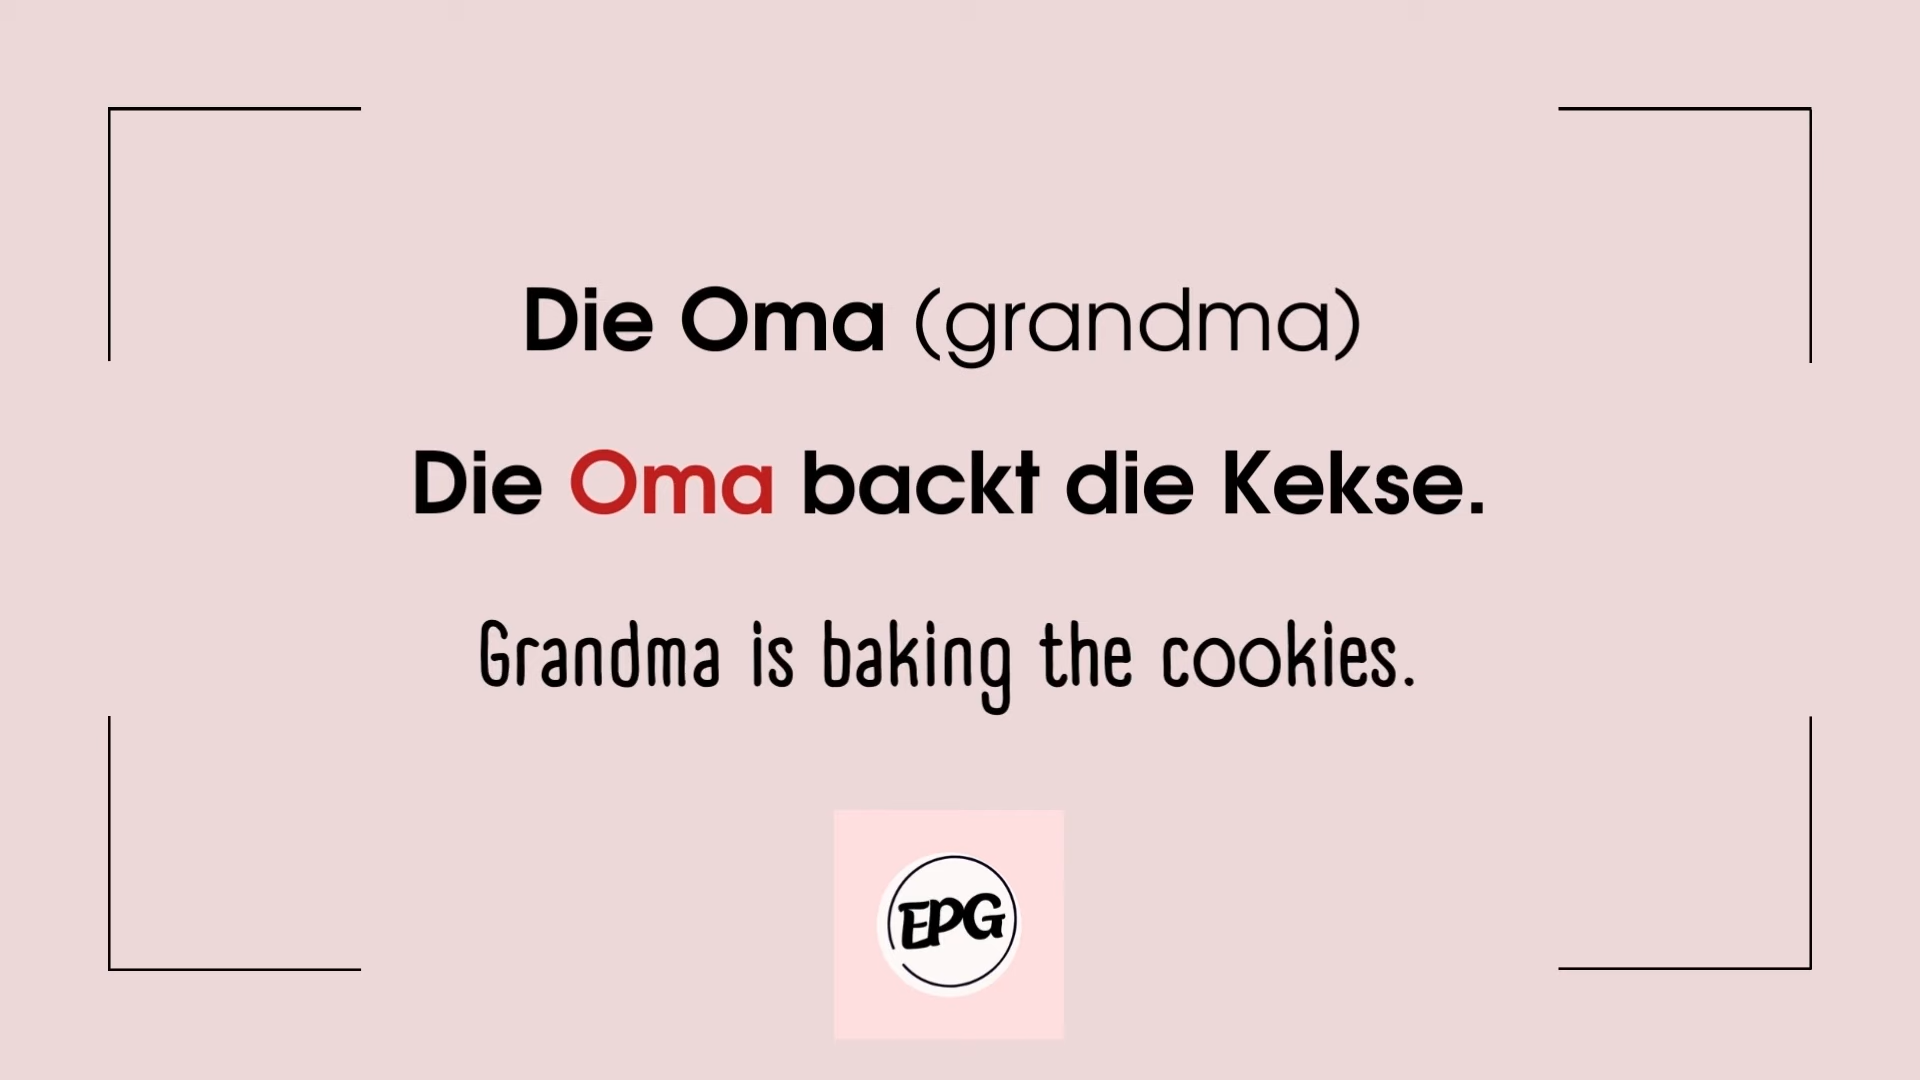 Die Oma (grandma)
Die Oma backt die Kekse.
Grandma is baking the cookies.
EPG